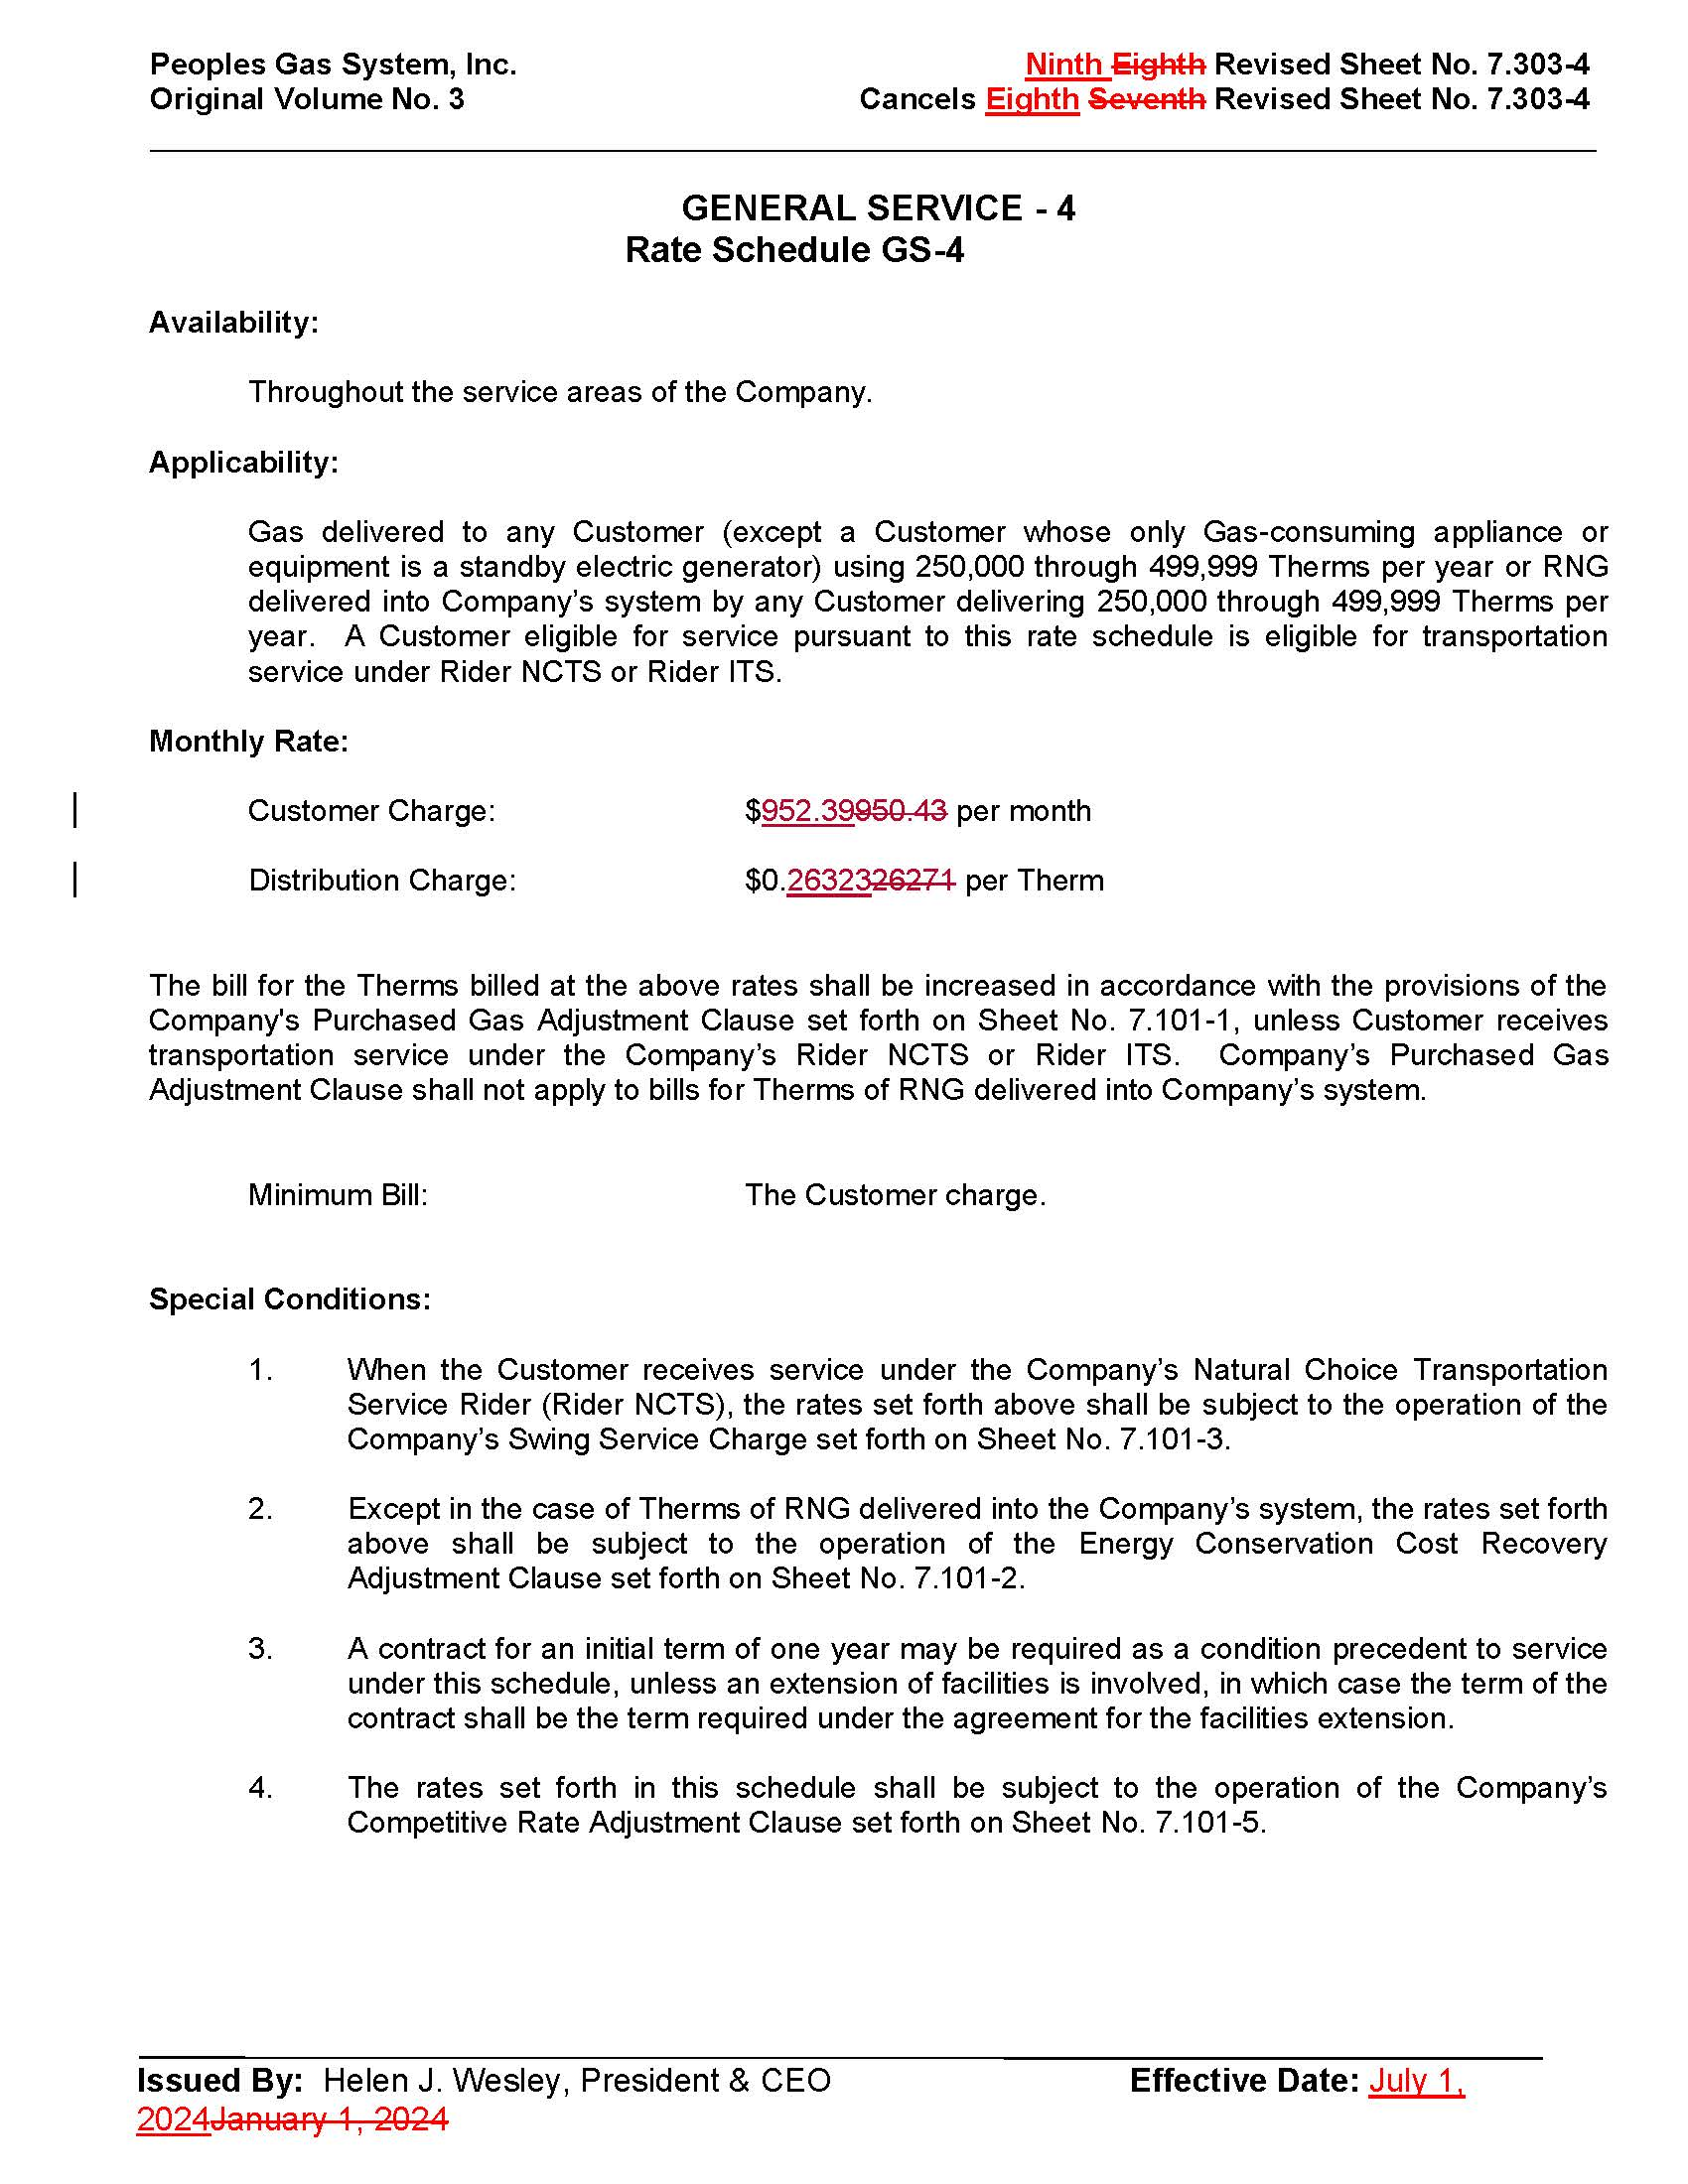 Peoples Gas System, Inc. Ninth Eighth Revised Sheet No. 7.303-4
Original Volume No. 3 Cancels Eighth Seventh Revised Sheet No. 7.303-4
GENERAL SERVICE - 4
Rate Schedule GS-4
Availability:
Throughout the service areas of the Company.
Applicability:
Gas delivered to any Customer (except a Customer whose only Gas-consuming appliance or
equipment is a standby electric generator) using 250,000 through 499,999 Therms per year or RNG
delivered into Company’s system by any Customer delivering 250,000 through 499,999 Therms per
year. A Customer eligible for service pursuant to this rate schedule is eligible for transportation
service under Rider NCTS or Rider ITS.
Monthly Rate:
Customer Charge: $952.39950.43 per month
Distribution Charge: $0.2632326271 per Therm
The bill for the Therms billed at the above rates shall be increased in accordance with the provisions of the
Company's Purchased Gas Adjustment Clause set forth on Sheet No. 7.101-1, unless Customer receives
transportation service under the Company’s Rider NCTS or Rider ITS. Company’s Purchased Gas
Adjustment Clause shall not apply to bills for Therms of RNG delivered into Company’s system.
Minimum Bill: The Customer charge.
Special Conditions:
1. When the Customer receives service under the Company’s Natural Choice Transportation
Service Rider (Rider NCTS), the rates set forth above shall be subject to the operation of the
Company’s Swing Service Charge set forth on Sheet No. 7.101-3.
2. Except in the case of Therms of RNG delivered into the Company’s system, the rates set forth
above shall be subject to the operation of the Energy Conservation Cost Recovery
Adjustment Clause set forth on Sheet No. 7.101-2.
3. A contract for an initial term of one year may be required as a condition precedent to service
under this schedule, unless an extension of facilities is involved, in which case the term of the
contract shall be the term required under the agreement for the facilities extension.
4. The rates set forth in this schedule shall be subject to the operation of the Company’s
Competitive Rate Adjustment Clause set forth on Sheet No. 7.101-5.
Issued By: Helen J. Wesley, President & CEO Effective Date: July 1,
2024January 1, 2024